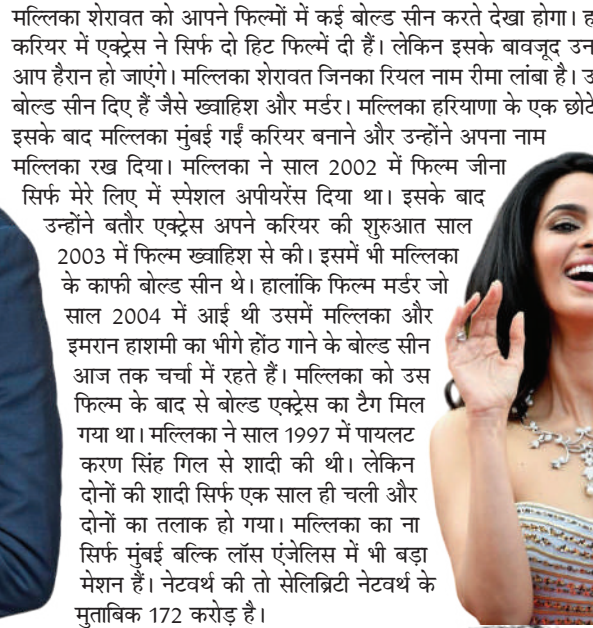 मल्लिका शेरावत को आपने फिल्मों में कई बोल्ड सीन करते देखा होगा।
करियर में एक्ट्रेस ने सिर्फ दो हिट फिल्में दी हैं। लेकिन इसके बावजूद
आप हैरान हो जाएंगे। मल्लिका शेरावत जिनका रियल नाम रीमा लांबा है।
बोल्ड सीन दिए हैं जैसे ख्वाहिश और मर्डर। मल्लिका हरियाणा के एक
इसके बाद मल्लिका मुंबई गईं करियर बनाने और उन्होंने अपना नाम
मल्लिका रख दिया। मल्लिका ने साल 2002 में फिल्म जीना
सिर्फ मेरे लिए में स्पेशल अपीयरेंस दिया था। इसके बाद
उन्होंने बतौर एक्ट्रेस अपने करियर की शुरुआत साल
2003 में फिल्म ख्वाहिश से की। इसमें भी मल्लिका
के काफी बोल्ड सीन थे। हालांकि फिल्म मर्डर जो
साल 2004 में आई थी उसमें मल्लिका और
इमरान हाशमी का भीगे होंठ गाने के बोल्ड सीन
आज तक चर्चा में रहते हैं। मल्लिका को उस
फिल्म के बाद से बोल्ड एक्ट्रेस का टैग मिल
गया था। मल्लिका ने साल 1997 में पायलट
करण सिंह गिल से शादी की थी। लेकिन
दोनों की शादी सिर्फ एक साल ही चली और
दोनों का तलाक हो गया। मल्लिका का ना
सिर्फ मुंबई बल्कि लॉस एंजेलिस में भी बड़ा
मेशन हैं। नेटवर्थ की तो सेलिब्रिटी नेटवर्थ के
मुताबिक 172 करोड़ है।